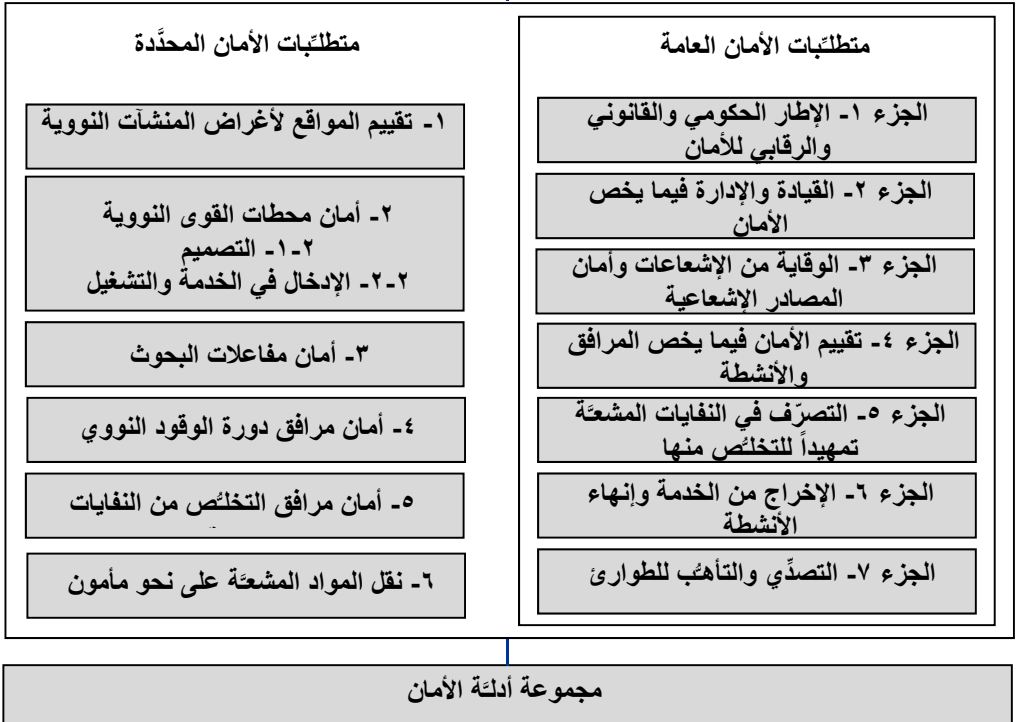 متطلّبات الأمان العامة
الجزء ١- الإطار الحكومي والقانوني
والرقابي للأمان
الجزء ٢- القيادة والإدارة فيما يخص
الأمان
الجزء ٣- الوقاية من الإشعاعات وأمان
المصادر الإشعاعية
الجزء ٤- تقييم الأمان فيما يخص المرافق
والأنشطة
الجزء ٥- التصرّف في النفايات المشعَّة
تمهيداً للتخلُّص منها
الجزء ٦- الإخراج من الخدمة وإنهاء
الأنشطة
الجزء ٧- التصدِّي والتأهُّب للطوارئ
متطلّبات الأمان المحدَّدة
١- تقييم المواقع لأغراض المنشآت النووية
٢- أمان محطات القوى النووية
٢-١- التصميم
٢-٢- الإدخال في الخدمة والتشغيل
٣- أمان مفاعلات البحوث
٤- أمان مرافق دورة الوقود النووي
٥- أمان مرافق التخلُّص من النفايات
٦- نقل المواد المشعَّة على نحو مأمون
مجموعة أدلَّة الأمان